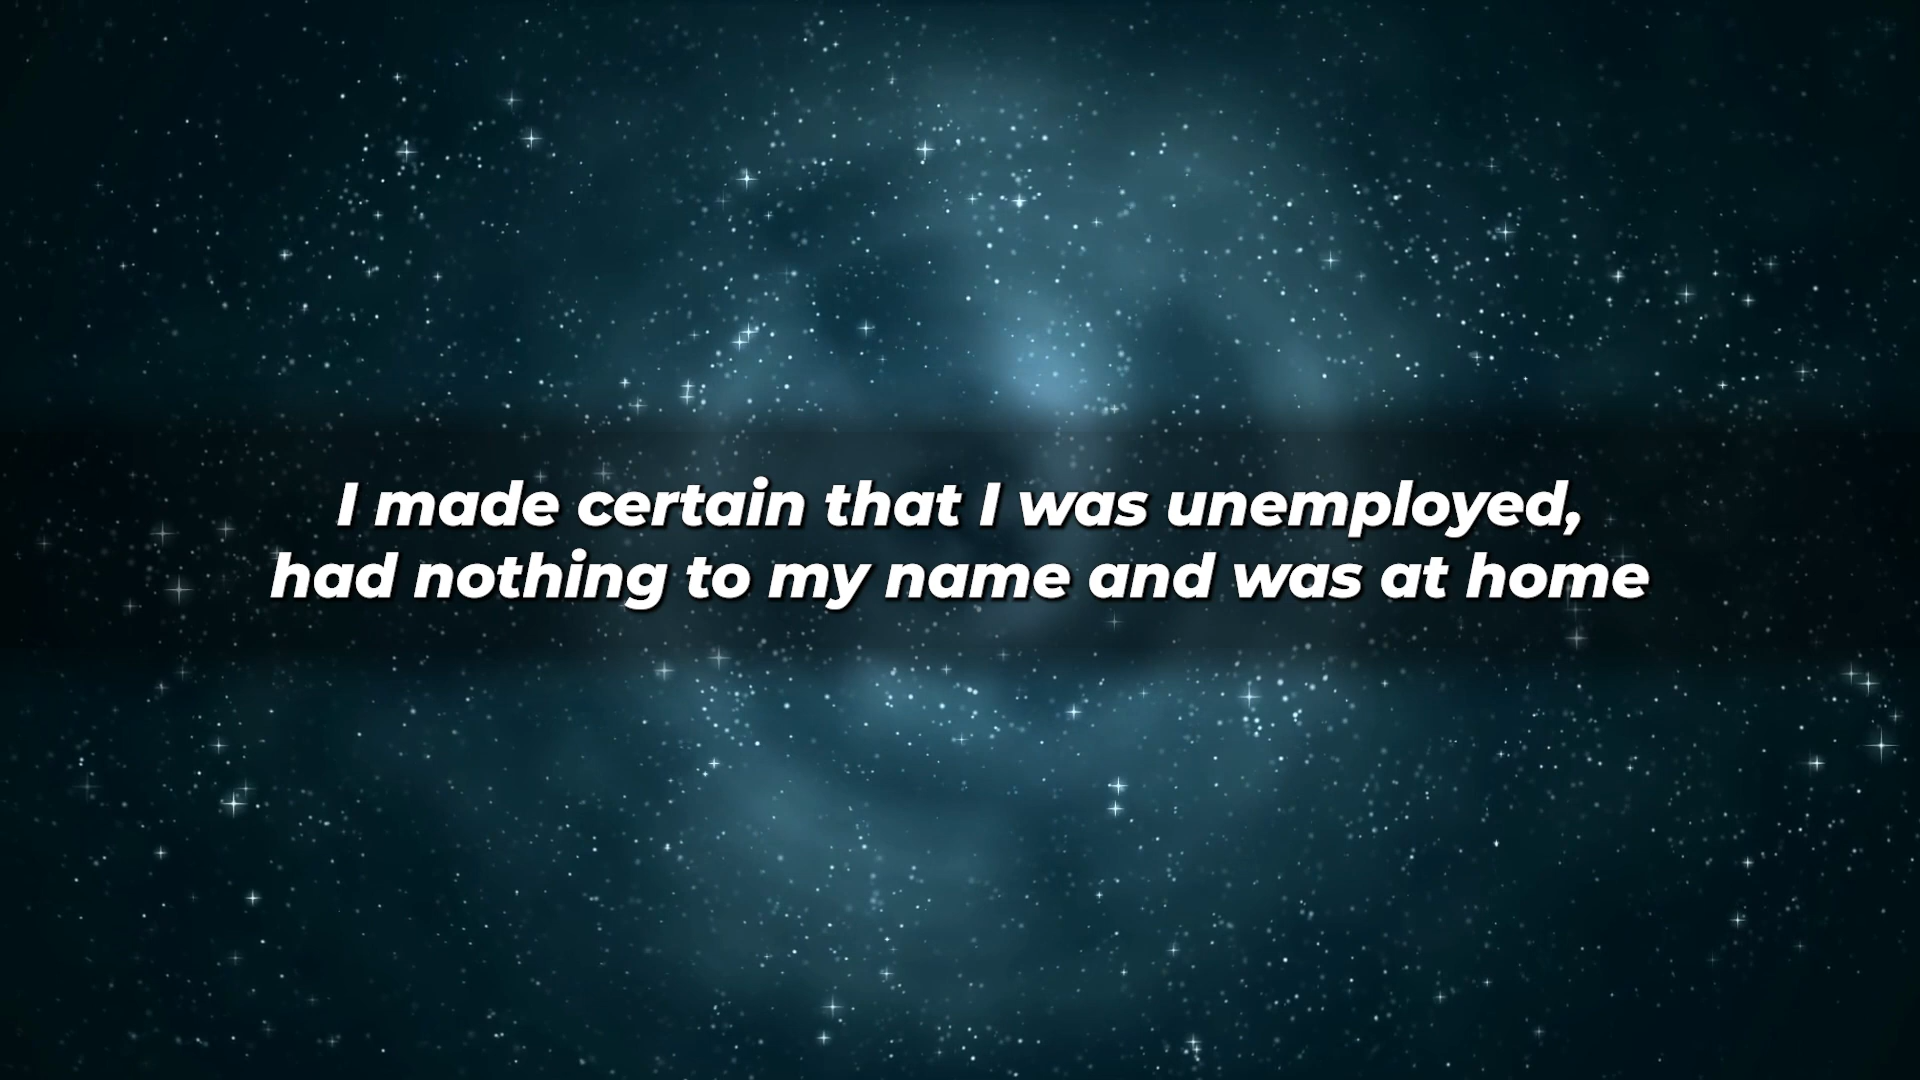 I made certain that I was unemployed,
had nothing to my name and was at home